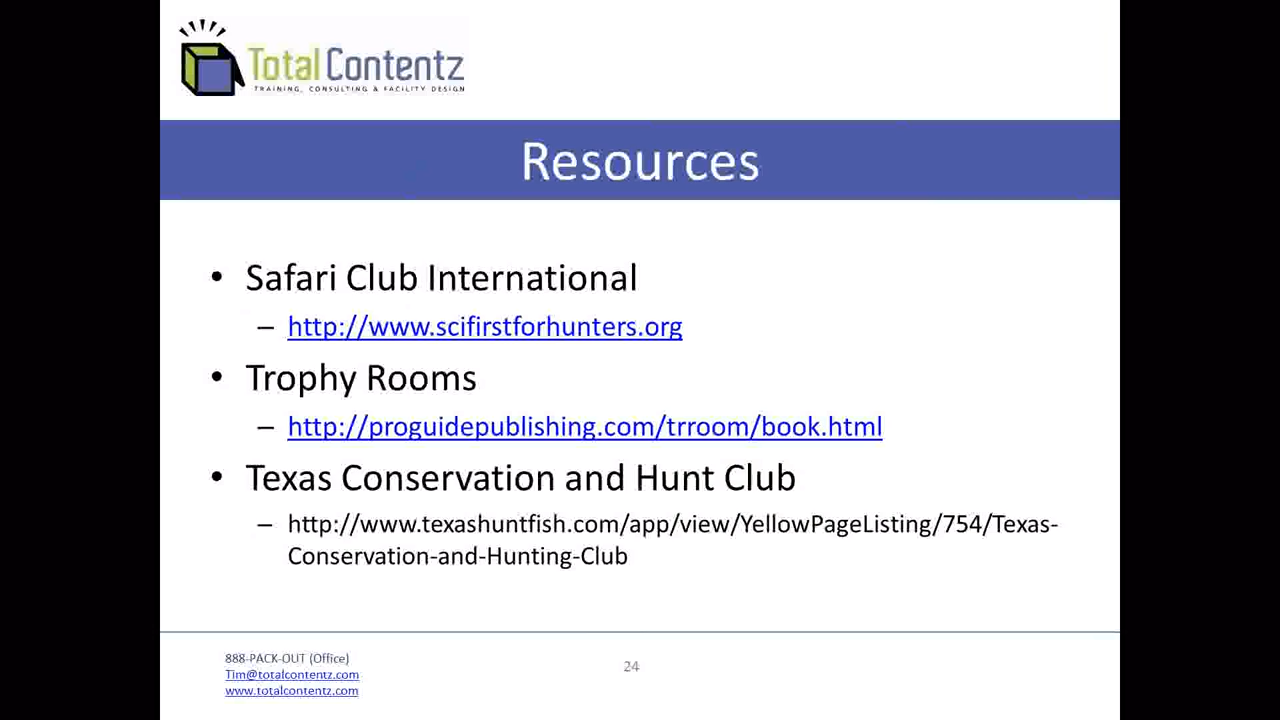 Total Contentz
TRAINING, CONSULTING & FACILITY DESIGN
Resources
• Safari Club International
– http://www.scifirstforhunters.org
• Trophy Rooms
– http://proguidepublishing.com/trroom/book.html
• Texas Conservation and Hunt Club
– http://www.texashuntfish.com/app/view/YellowPageListing/754/Texas-
Conservation-and-Hunting-Club
888-PACK-OUT (Office)
Tim@totalcontentz.com
www.totalcontentz.com
24